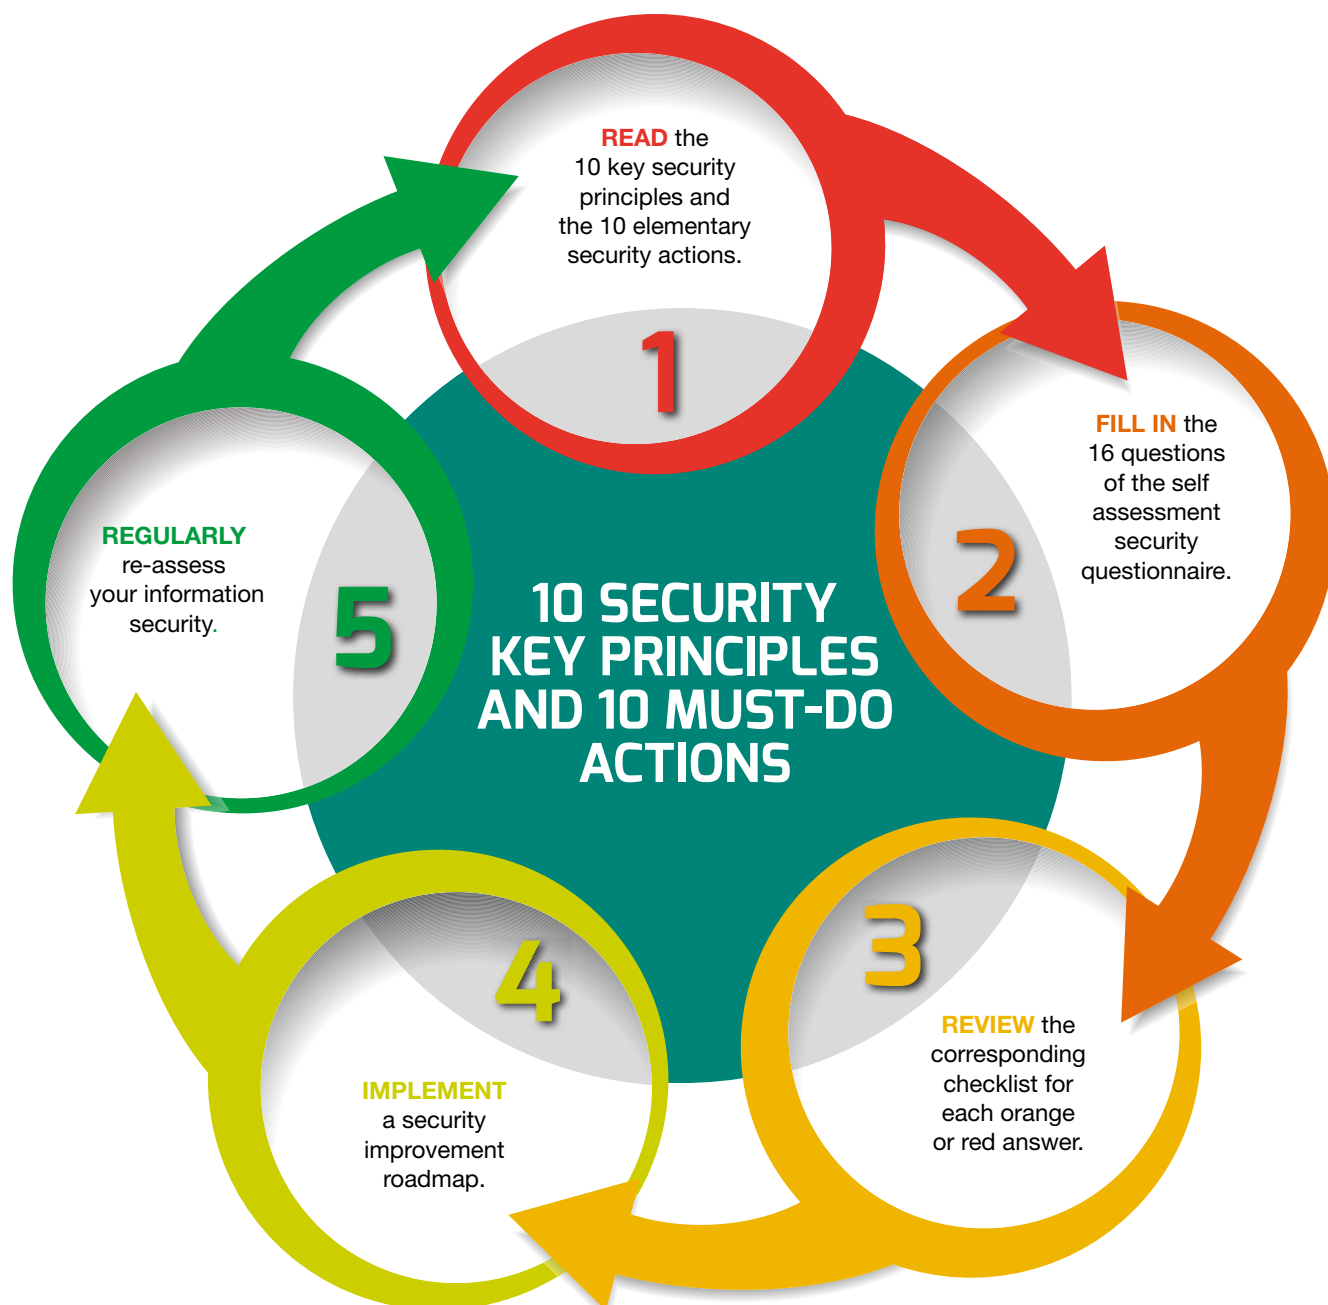 READ the
10 key security
principles and
the 10 elementary
security actions.
1
FILL IN the
16 questions
of the self
assessment
security
questionnaire.
2
REVIEW the
corresponding
checklist for
each orange
or red answer.
3
IMPLEMENT
a security
improvement
roadmap.
4
REGULARLY
re-assess
your information
security.
5
10 SECURITY
KEY PRINCIPLES
AND 10 MUST-DO
ACTIONS